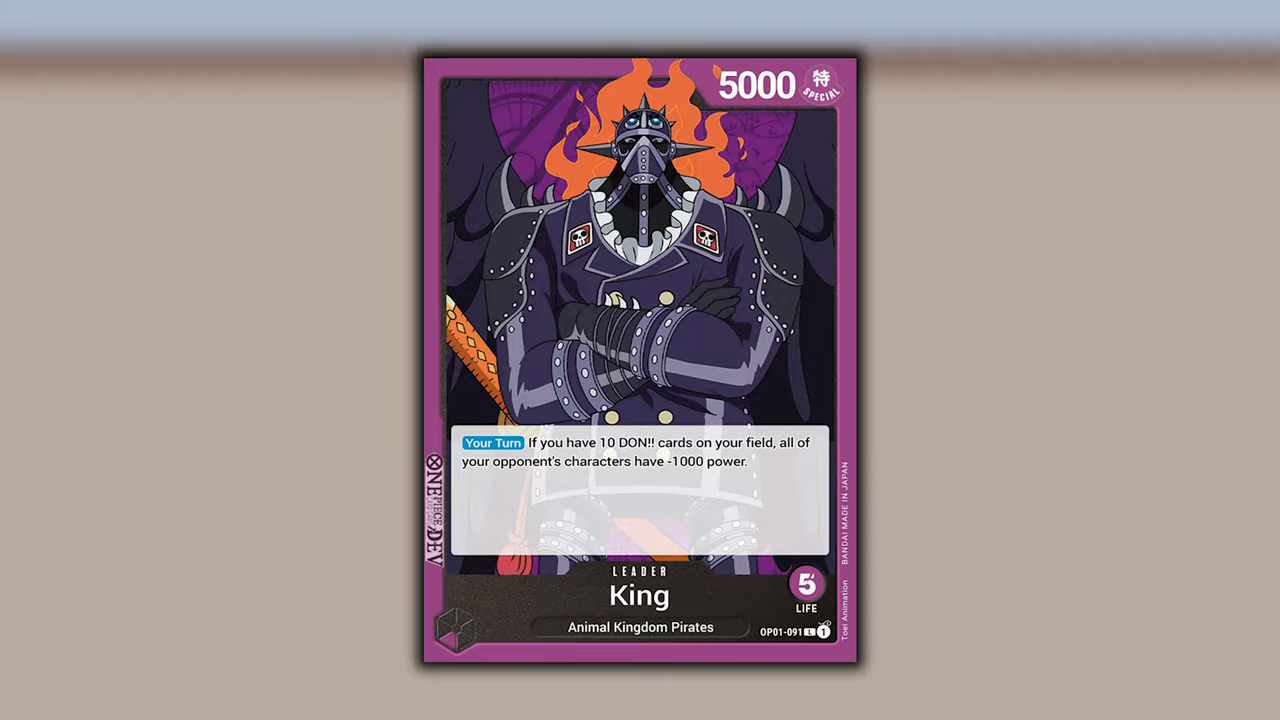 5000
特
SPECIAL
Your Turn If you have 10 DON!! cards on your field, all of
your opponent's characters have -1000 power.
ONE PIECE
DEV
BANDAI MADE IN JAPAN
Toei Animation
LEADER
King
5
LIFE
Animal Kingdom Pirates
OP01-091 L 1